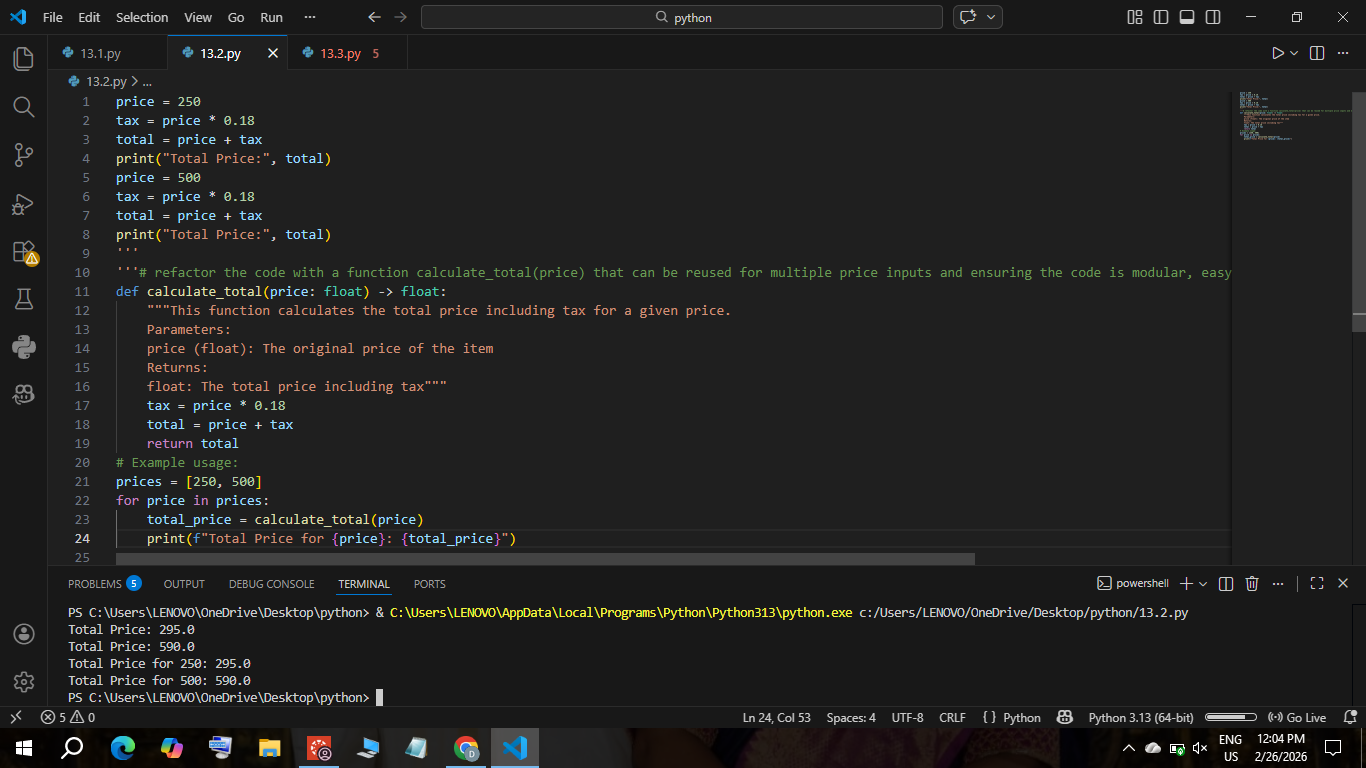 File Edit Selection View Go Run ··· python
13.1.py 13.2.py 13.3.py 5
13.2.py > ...
1 price = 250
2 tax = price * 0.18
3 total = price + tax
4 print("Total Price:", total)
5 price = 500
6 tax = price * 0.18
7 total = price + tax
8 print("Total Price:", total)
9 '''
10 '''# refactor the code with a function calculate_total(price) that can be reused for multiple price inputs and ensuring the code is modular, easy
11 def calculate_total(price: float) -> float:
12     """This function calculates the total price including tax for a given price.
13     Parameters:
14     price (float): The original price of the item
15     Returns:
16     float: The total price including tax"""
17     tax = price * 0.18
18     total = price + tax
19     return total
20 # Example usage:
21 prices = [250, 500]
22 for price in prices:
23     total_price = calculate_total(price)
24     print(f"Total Price for {price}: {total_price}")
25
PROBLEMS 5 OUTPUT DEBUG CONSOLE TERMINAL PORTS powershell
PS C:\Users\LENOVO\OneDrive\Desktop\python> & C:\Users\LENOVO\AppData\Local\Programs\Python\Python313\python.exe c:/Users/LENOVO/OneDrive/Desktop/python/13.2.py
Total Price: 295.0
Total Price: 590.0
Total Price for 250: 295.0
Total Price for 500: 590.0
PS C:\Users\LENOVO\OneDrive\Desktop\python>
5 0 Ln 24, Col 53 Spaces: 4 UTF-8 CRLF {} Python Python 3.13 (64-bit) Go Live
ENG 12:04 PM
US 2/26/2026